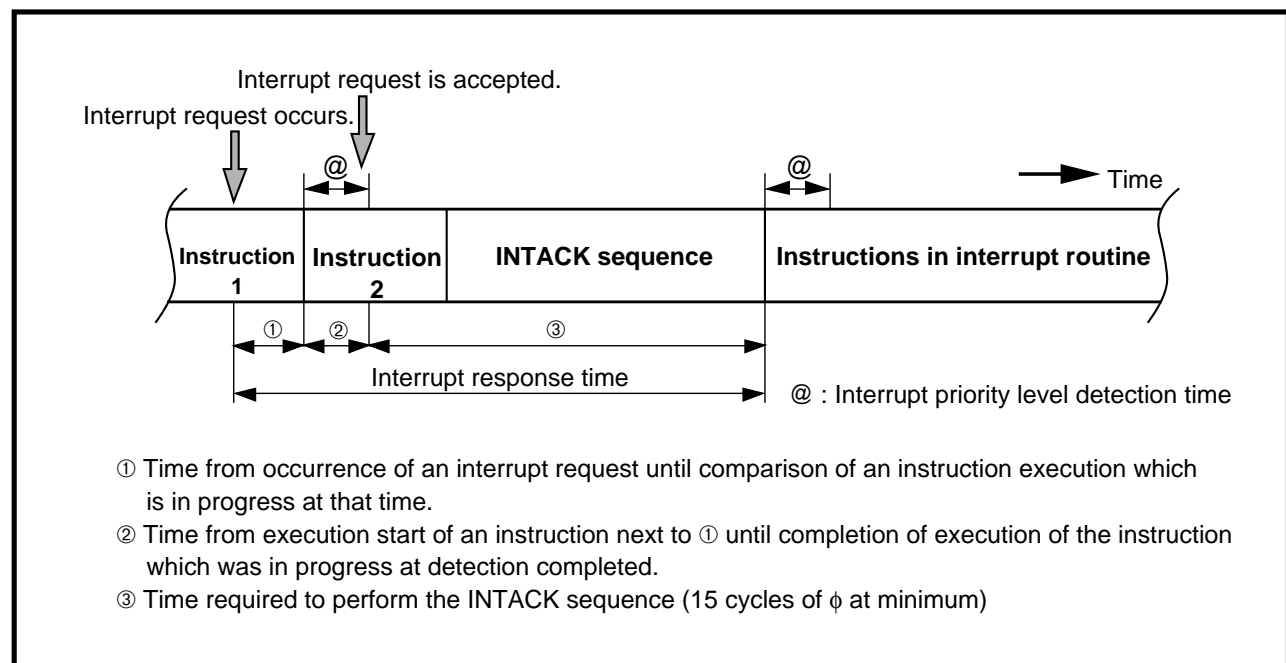 Interrupt request is accepted.
Interrupt request occurs.
@
@
Time
Instruction
1
Instruction
2
INTACK sequence
Instructions in interrupt routine
①
②
③
Interrupt response time
@ : Interrupt priority level detection time
① Time from occurrence of an interrupt request until comparison of an instruction execution which
is in progress at that time.
② Time from execution start of an instruction next to ① until completion of execution of the instruction
which was in progress at detection completed.
③ Time required to perform the INTACK sequence (15 cycles of ϕ at minimum)